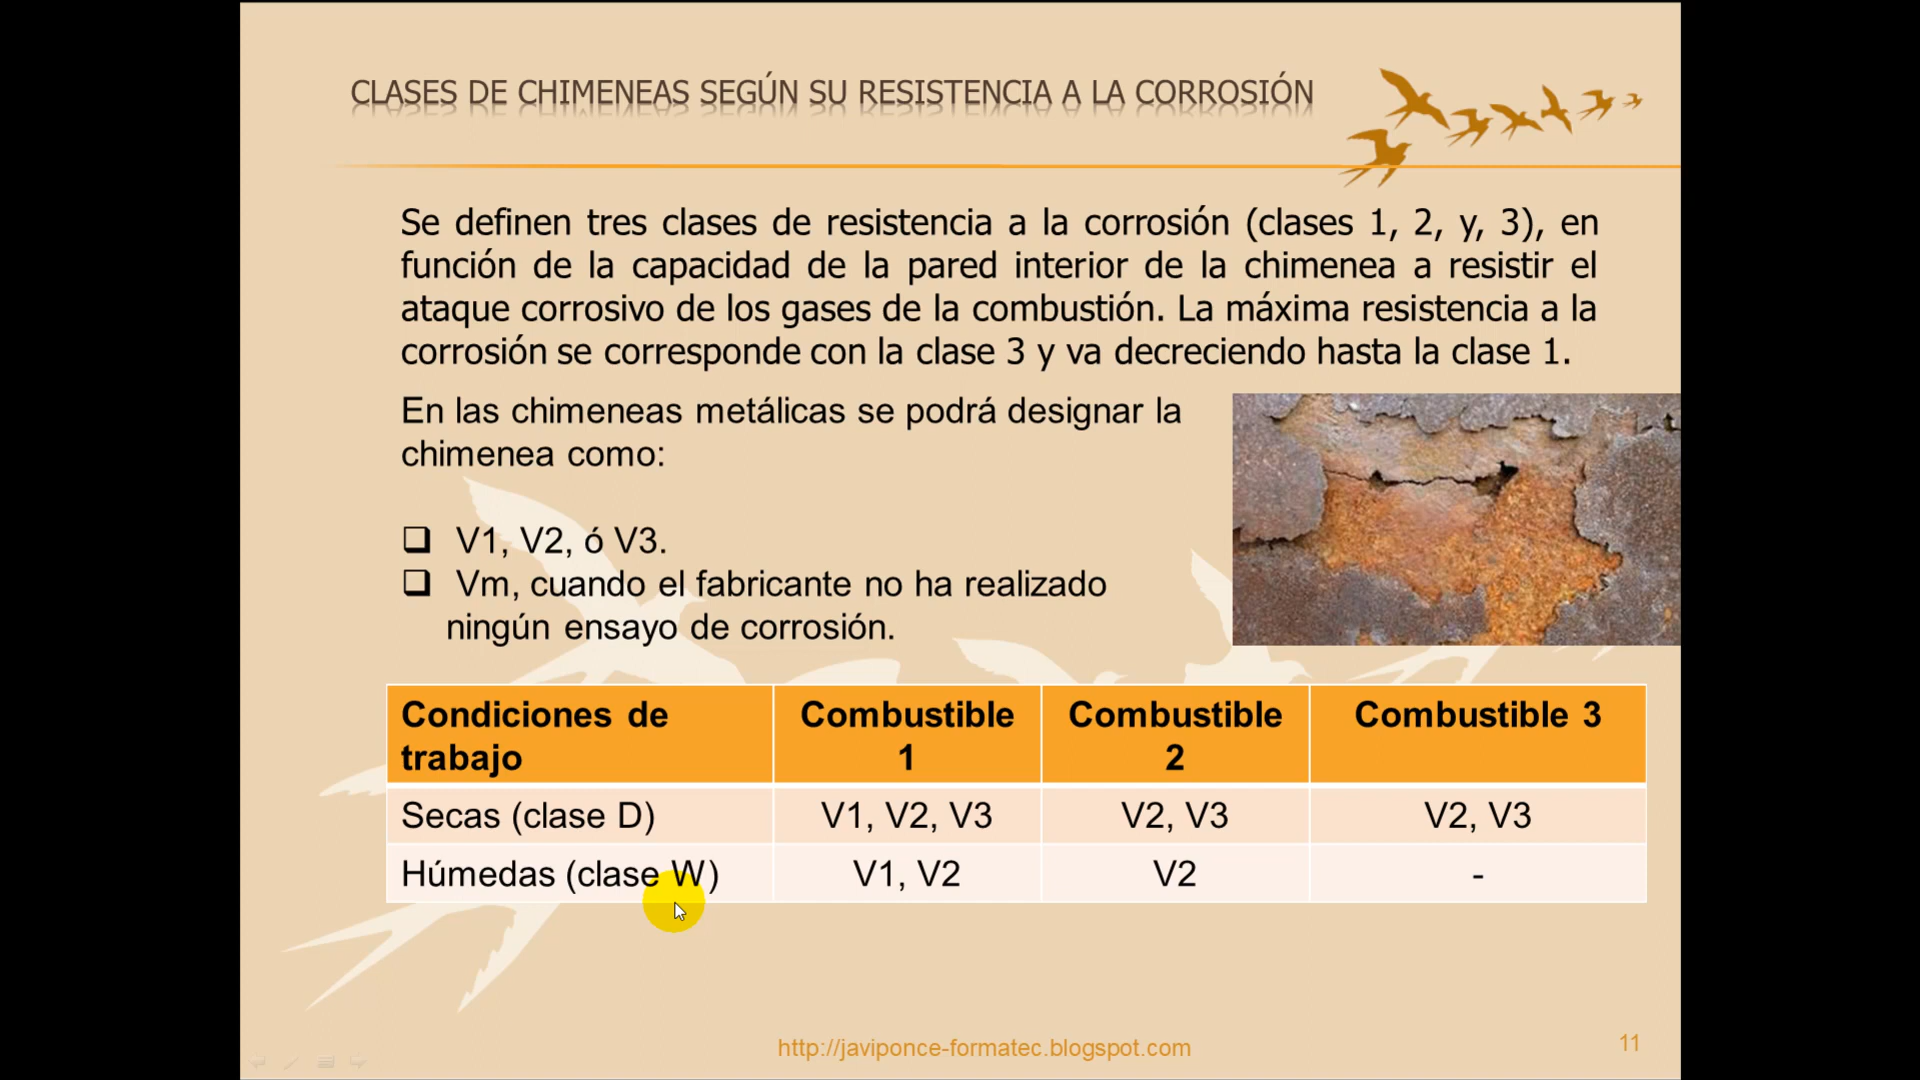 CLASES DE CHIMENEAS SEGÚN SU RESISTENCIA A LA CORROSIÓN
Se definen tres clases de resistencia a la corrosión (clases 1, 2, y, 3), en
función de la capacidad de la pared interior de la chimenea a resistir el
ataque corrosivo de los gases de la combustión. La máxima resistencia a la
corrosión se corresponde con la clase 3 y va decreciendo hasta la clase 1.
En las chimeneas metálicas se podrá designar la
chimenea como:
V1, V2, ó V3.
Vm, cuando el fabricante no ha realizado
ningún ensayo de corrosión.
Condiciones de trabajo Combustible 1 Combustible 2 Combustible 3
Secas (clase D) V1, V2, V3 V2, V3 V2, V3
Húmedas (clase W) V1, V2 V2 -
http://javiponce-formatec.blogspot.com
11